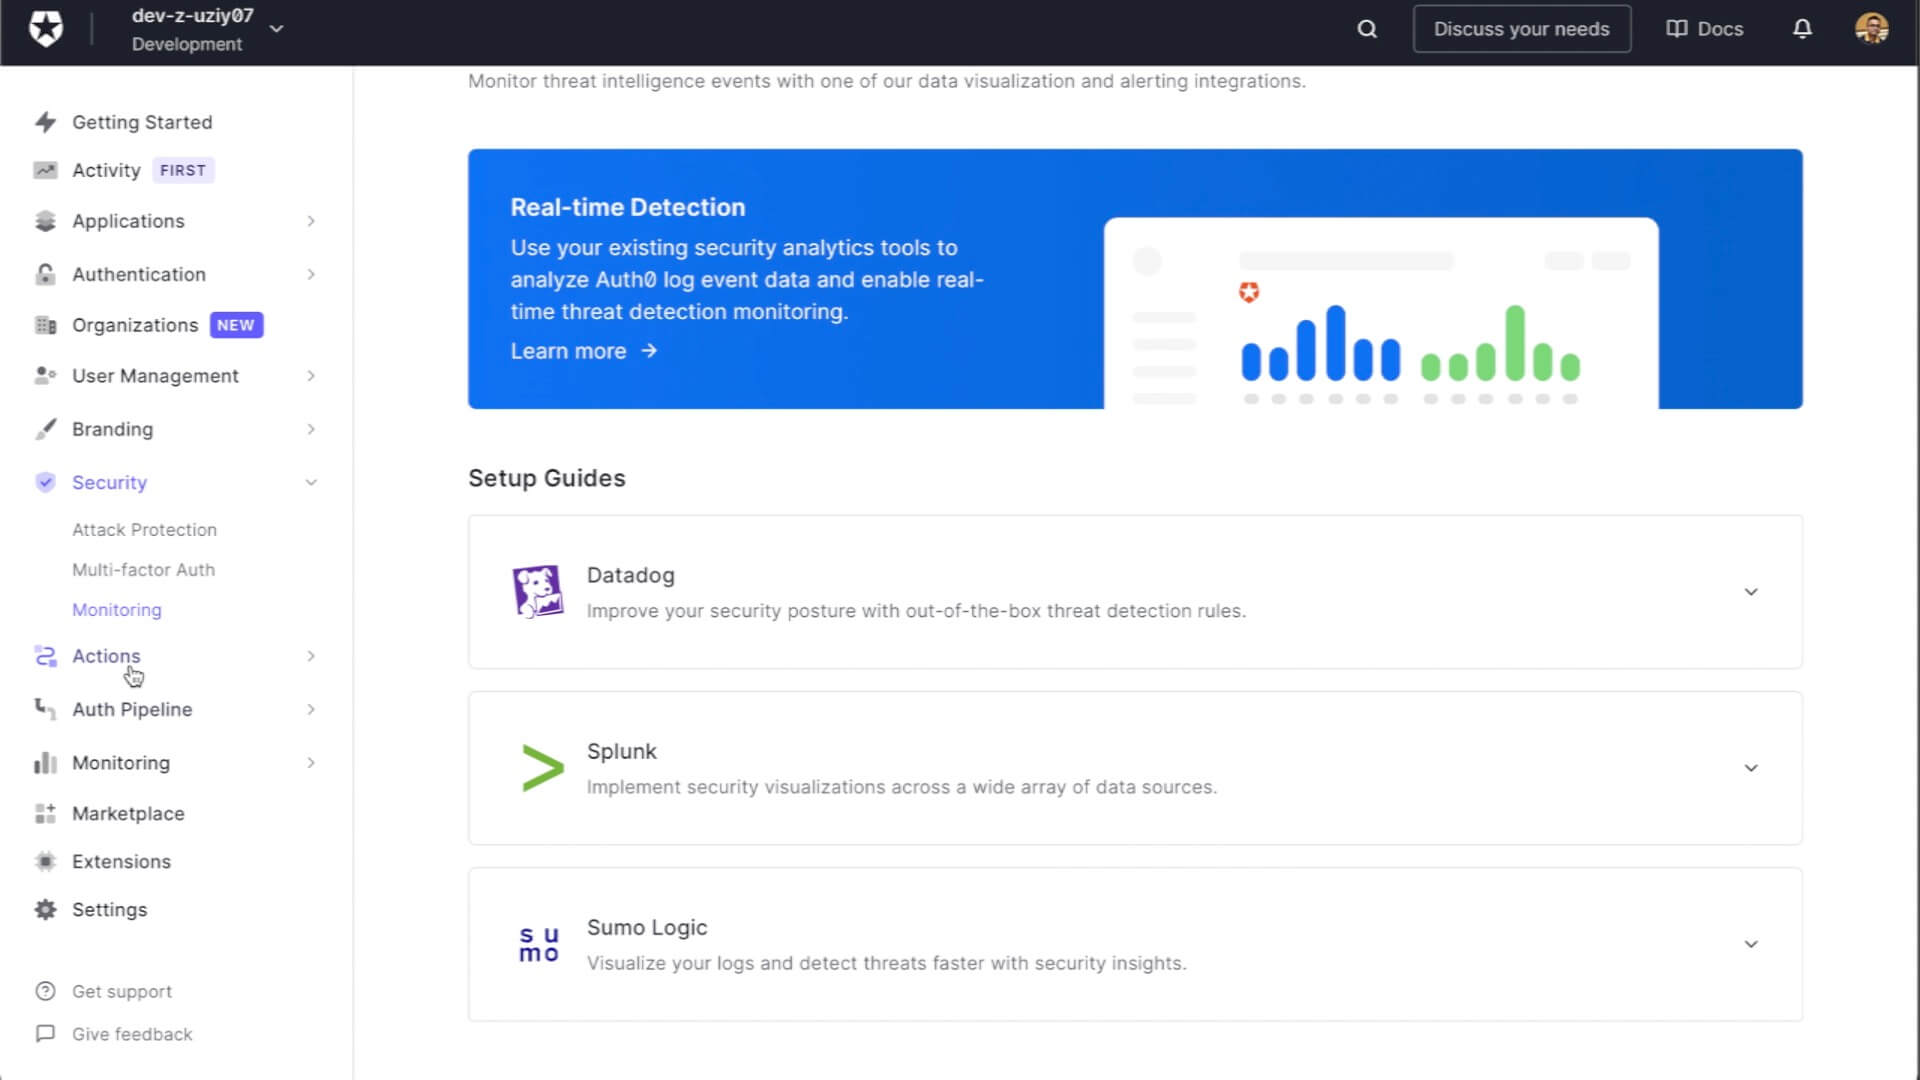 dev-z-uziy07
Development
Discuss your needs
Docs
Getting Started
Activity FIRST
Applications
Authentication
Organizations NEW
User Management
Branding
Security
Attack Protection
Multi-factor Auth
Monitoring
Actions
Auth Pipeline
Monitoring
Marketplace
Extensions
Settings
Get support
Give feedback
Monitor threat intelligence events with one of our data visualization and alerting integrations.
Real-time Detection
Use your existing security analytics tools to
analyze Auth0 log event data and enable real-
time threat detection monitoring.
Learn more →
Setup Guides
Datadog
Improve your security posture with out-of-the-box threat detection rules.
Splunk
Implement security visualizations across a wide array of data sources.
su
mo
Sumo Logic
Visualize your logs and detect threats faster with security insights.